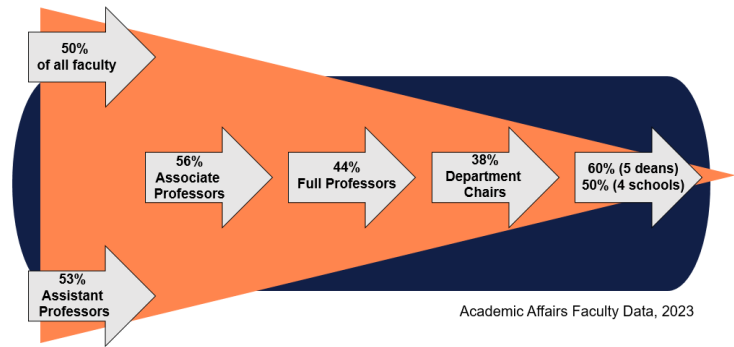 50%
of all faculty
56%
Associate
Professors
44%
Full Professors
38%
Department
Chairs
60% (5 deans)
50% (4 schools)
53%
Assistant
Professors
Academic Affairs Faculty Data, 2023